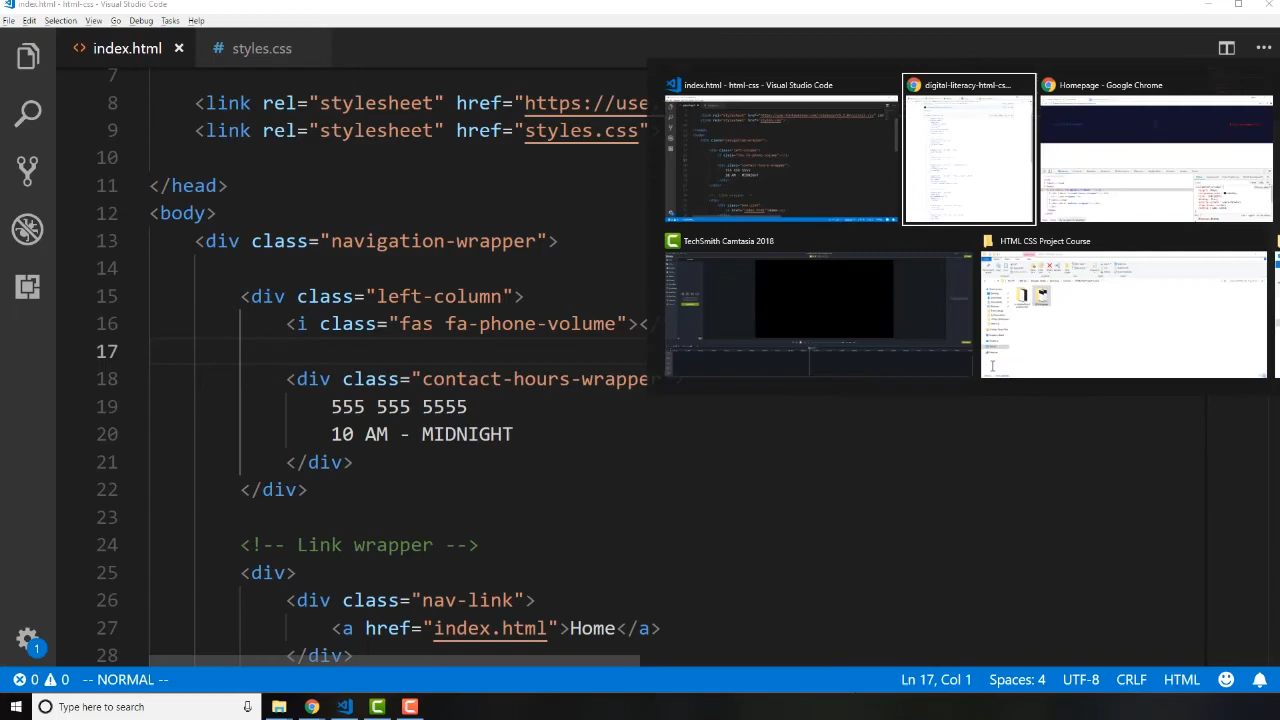 index.html - html-css - Visual Studio Code
File Edit Selection View Go Debug Tasks Help
<> index.html × # styles.css
7
8 <link rel="stylesheet" href="https://use
9 <link rel="stylesheet" href="styles.css"
10
11 </head>
12 <body>
13 <div class="navigation-wrapper">
14
15 <div class="left-column">
16 class="fas fa-phone-volume"><
17
18 <div class="contact-hours-wrapper
19 555 555 5555
20 10 AM - MIDNIGHT
21 </div>
22 </div>
23
24 <!-- Link wrapper -->
25 <div>
26 <div class="nav-link">
27 <a href="index.html">Home</a>
28 </div>
index.html - html-css - Visual Studio Code
digital-literacy-html-cs...
Homepage - Google Chrome
TechSmith Camtasia 2018
HTML CSS Project Course
1
0 0 -- NORMAL -- Ln 17, Col 1 Spaces: 4 UTF-8 CRLF HTML
Type here to search